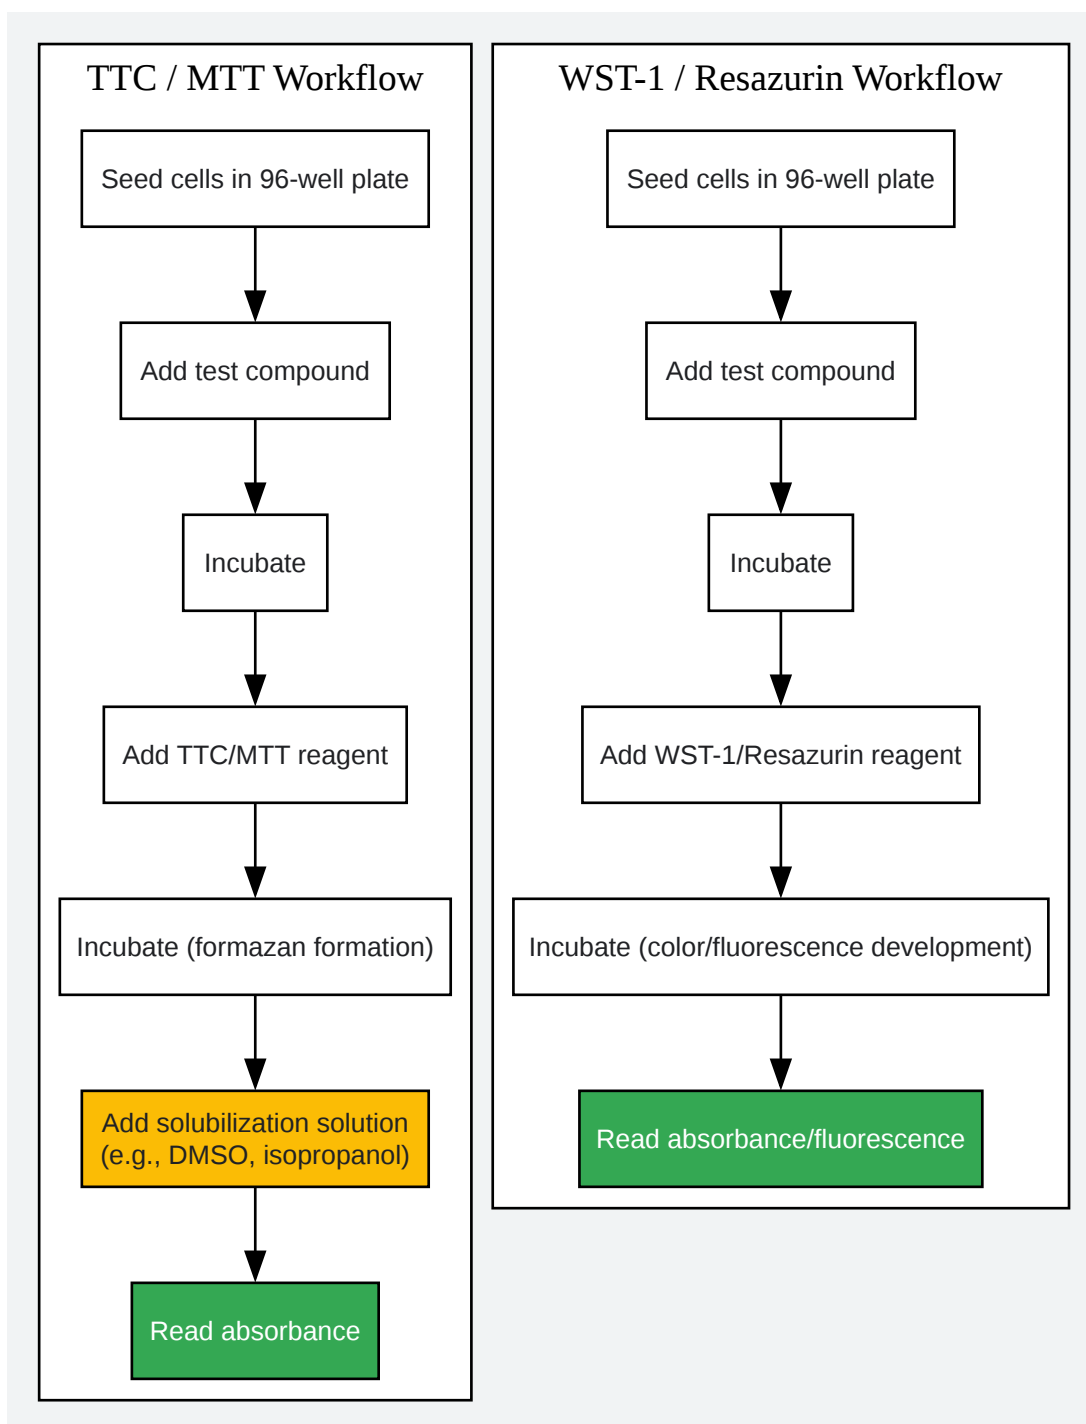 TTC / MTT Workflow
Seed cells in 96-well plate
Add test compound
Incubate
Add TTC/MTT reagent
Incubate (formazan formation)
Add solubilization solution
(e.g., DMSO, isopropanol)
Read absorbance
WST-1 / Resazurin Workflow
Seed cells in 96-well plate
Add test compound
Incubate
Add WST-1/Resazurin reagent
Incubate (color/fluorescence development)
Read absorbance/fluorescence